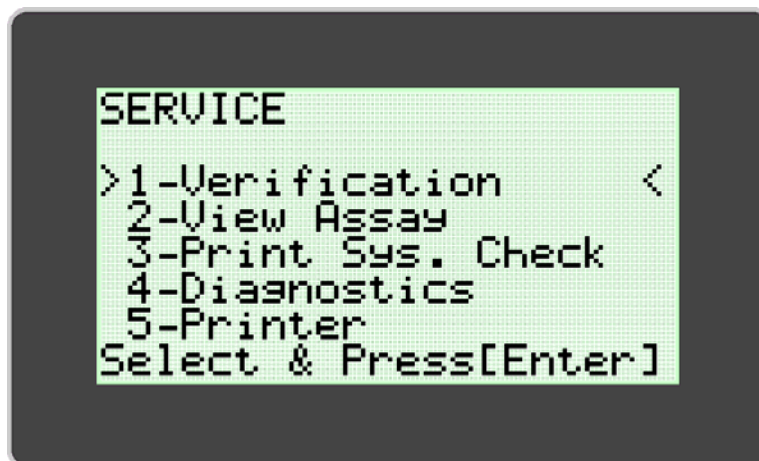 SERVICE
>1-Verification <
2-View Assay
3-Print Sys. Check
4-Diagnostics
5-Printer
Select & Press[Enter]